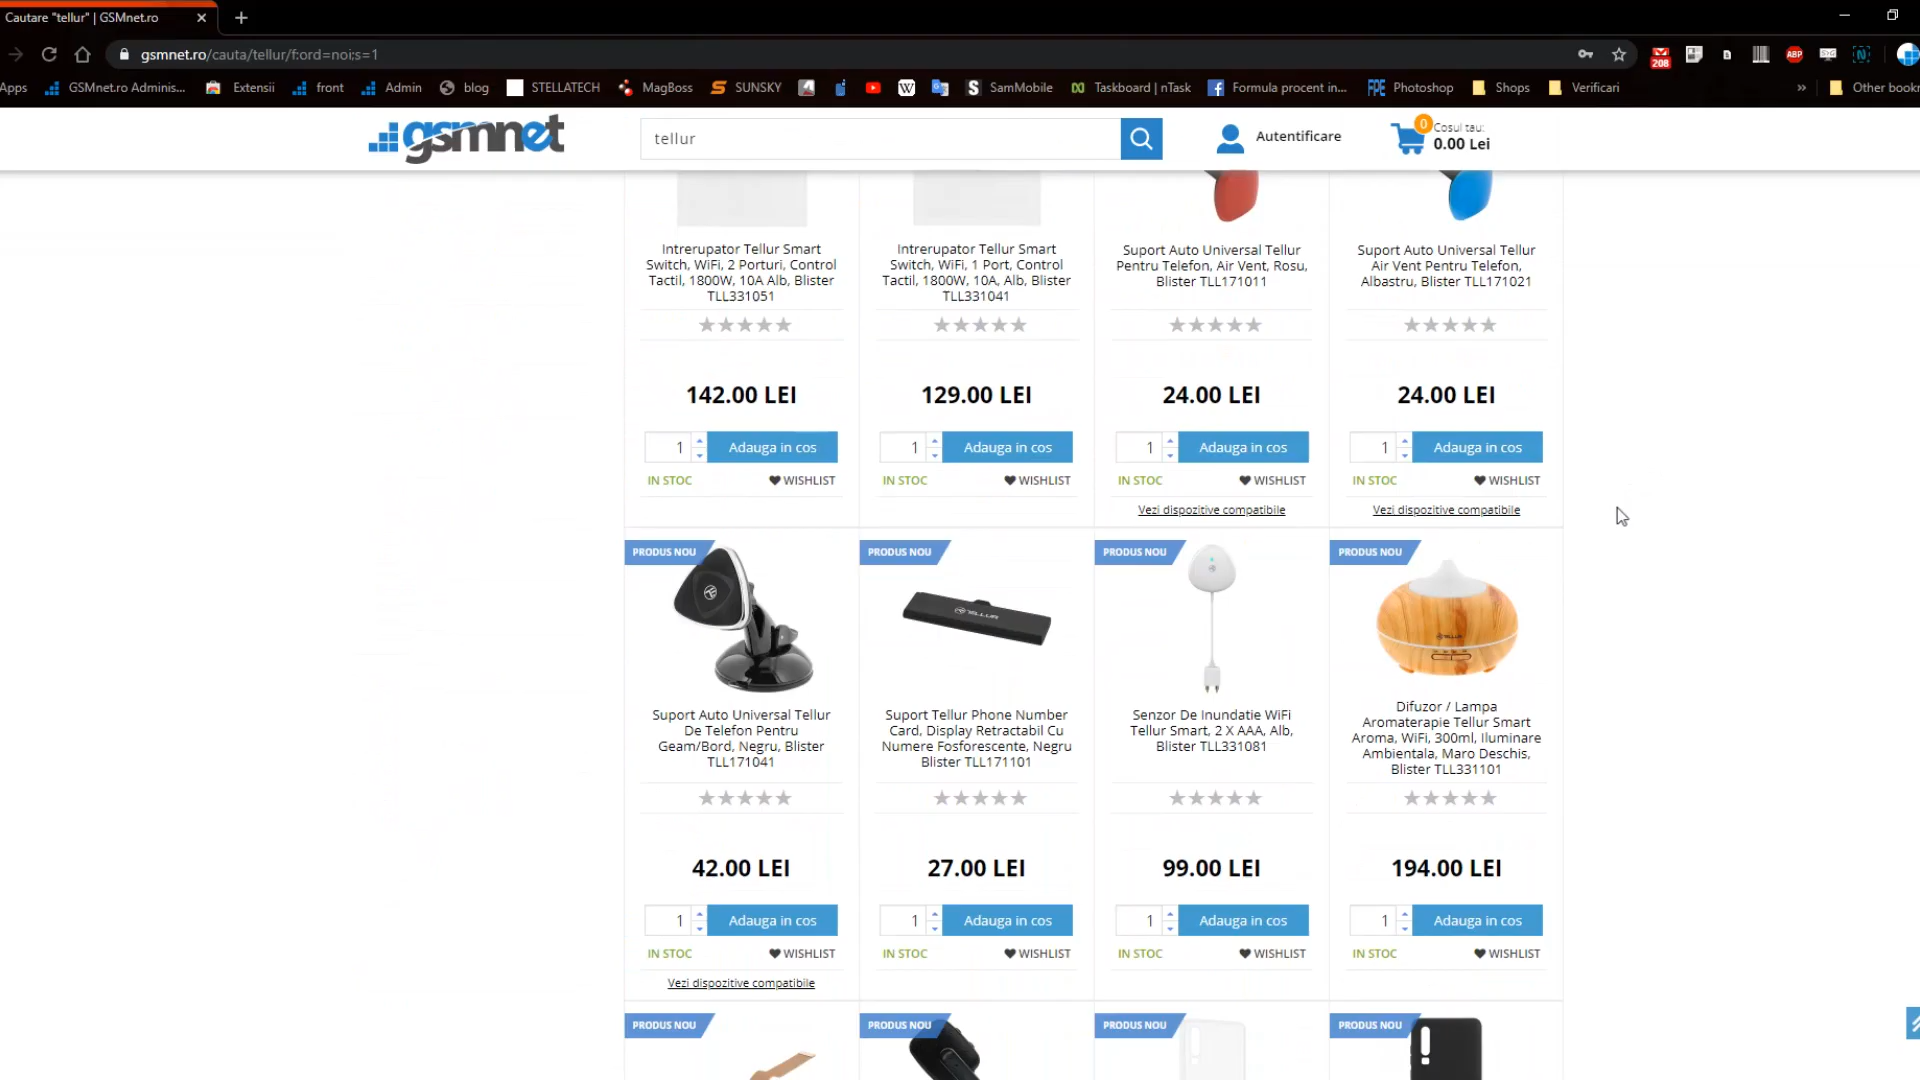 Cautare "tellur" | GSMnet.ro
gsmnet.ro/cauta/tellur/f:ord=noi;s=1
208
ABP
Apps GSMnet.ro Adminis... Extensii front Admin blog STELLATECH MagBoss SUNSKY W S SamMobile Taskboard | nTask Formula procent in... Photoshop Shops Verificari » Other bookr
gsmnet
tellur
Autentificare
0
Cosul tau:
0.00 Lei
Intrerupator Tellur Smart
Switch, WiFi, 2 Porturi, Control
Tactil, 1800W, 10A Alb, Blister
TLL331051
Intrerupator Tellur Smart
Switch, WiFi, 1 Port, Control
Tactil, 1800W, 10A, Alb, Blister
TLL331041
Suport Auto Universal Tellur
Pentru Telefon, Air Vent, Rosu,
Blister TLL171011
Suport Auto Universal Tellur
Air Vent Pentru Telefon,
Albastru, Blister TLL171021
142.00 LEI
129.00 LEI
24.00 LEI
24.00 LEI
1 Adauga in cos
1 Adauga in cos
1 Adauga in cos
1 Adauga in cos
IN STOC WISHLIST
IN STOC WISHLIST
IN STOC WISHLIST
IN STOC WISHLIST
Vezi dispozitive compatibile
Vezi dispozitive compatibile
PRODUS NOU
PRODUS NOU
PRODUS NOU
PRODUS NOU
TELLUR
TELLUR
Suport Auto Universal Tellur
De Telefon Pentru
Geam/Bord, Negru, Blister
TLL171041
Suport Tellur Phone Number
Card, Display Retractabil Cu
Numere Fosforescente, Negru
Blister TLL171101
Senzor De Inundatie WiFi
Tellur Smart, 2 X AAA, Alb,
Blister TLL331081
Difuzor / Lampa
Aromaterapie Tellur Smart
Aroma, WiFi, 300ml, Iluminare
Ambientala, Maro Deschis,
Blister TLL331101
42.00 LEI
27.00 LEI
99.00 LEI
194.00 LEI
1 Adauga in cos
1 Adauga in cos
1 Adauga in cos
1 Adauga in cos
IN STOC WISHLIST
IN STOC WISHLIST
IN STOC WISHLIST
IN STOC WISHLIST
Vezi dispozitive compatibile
PRODUS NOU
PRODUS NOU
PRODUS NOU
PRODUS NOU